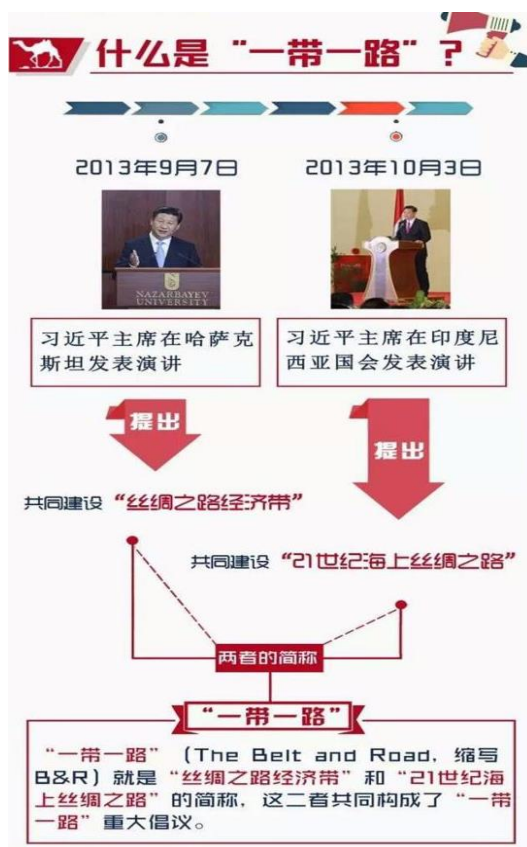 什么是“一带一路”？
2013年9月7日
2013年10月3日
NAZARBAYEV
UNIVERSITY
习近平主席在哈萨克
斯坦发表演讲
习近平主席在印度尼
西亚国会发表演讲
提出
提出
共同建设“丝绸之路经济带”
共同建设“21世纪海上丝绸之路”
两者的简称
“一带一路”
“一带一路”（The Belt and Road，缩写
B&R）就是“丝绸之路经济带”和“21世纪海
上丝绸之路”的简称，这二者共同构成了“一带
一路”重大倡议。